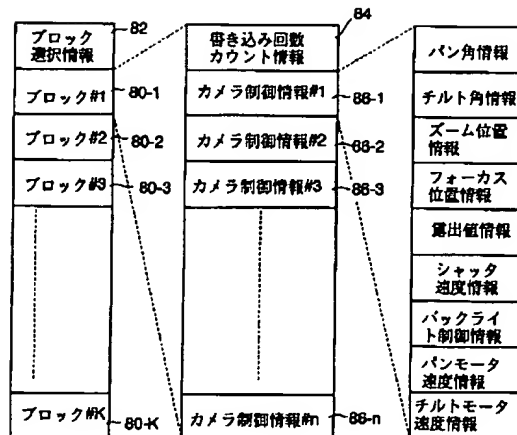 ブロック
選択情報
82
ブロック#1
80-1
ブロック#2
80-2
ブロック#3
80-3
ブロック#K
80-K
書き込み回数
カウント情報
84
カメラ制御情報#1
86-1
カメラ制御情報#2
86-2
カメラ制御情報#3
86-3
カメラ制御情報#n
86-n
パン角情報
チルト角情報
ズーム位置
情報
フォーカス
位置情報
露出値情報
シャッタ
速度情報
バックライ
ト制御情報
パンモータ
速度情報
チルトモータ
速度情報